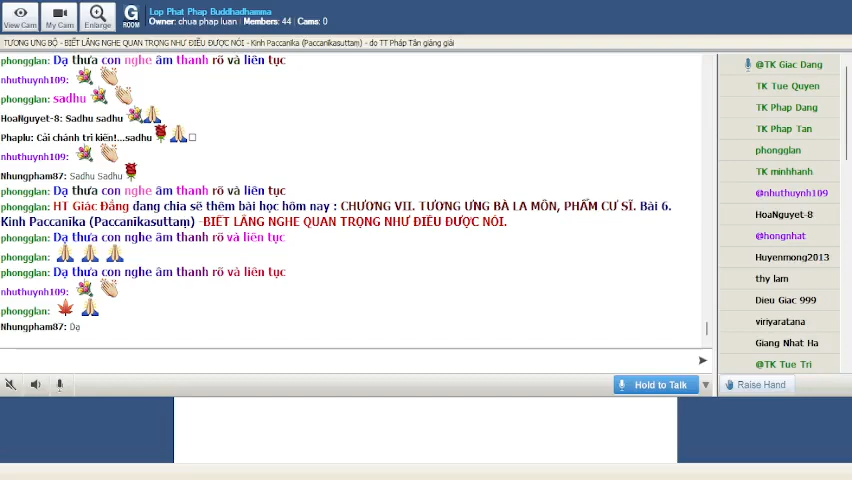 Lop Phat Phap Buddhadhamma
Owner: chua phap luan | Members: 44 | Cams: 0
View Cam
My Cam
Enlarge
G
ROOM
TƯƠNG ƯNG BỘ - BIẾT LẮNG NGHE QUAN TRỌNG NHƯ ĐIỀU ĐƯỢC NÓI - Kinh Paccanika (Paccanikasuttaṃ) - do TT Pháp Tân giảng giải
phongglan: Dạ thưa con nghe âm thanh rõ và liên tục
nhuthuynh109:
phongglan: sadhu
HoaNguyet-8: Sadhu sadhu
Phaplu: Cải chánh tri kiến!...sadhu
nhuthuynh109:
Nhungpham87: Sadhu Sadhu
phongglan: Dạ thưa con nghe âm thanh rõ và liên tục
phongglan: HT Giác Đẳng đang chia sẽ thêm bài học hôm nay : CHƯƠNG VII. TƯƠNG ƯNG BÀ LA MÔN, PHẨM CƯ SĨ. Bài 6.
Kinh Paccanika (Paccanikasuttaṃ) -BIẾT LẮNG NGHE QUAN TRỌNG NHƯ ĐIỀU ĐƯỢC NÓI.
phongglan: Dạ thưa con nghe âm thanh rõ và liên tục
phongglan:
phongglan: Dạ thưa con nghe âm thanh rõ và liên tục
nhuthuynh109:
phongglan:
Nhungpham87: Dạ
@TK Giac Dang
TK Tue Quyen
TK Phap Dang
TK Phap Tan
phongglan
TK minhhanh
@nhuthuynh109
HoaNguyet-8
@hongnhat
Huyenmong2013
thy lam
Dieu Giac 999
viriyaratana
Giang Nhat Ha
@TK Tue Tri
Hold to Talk
Raise Hand